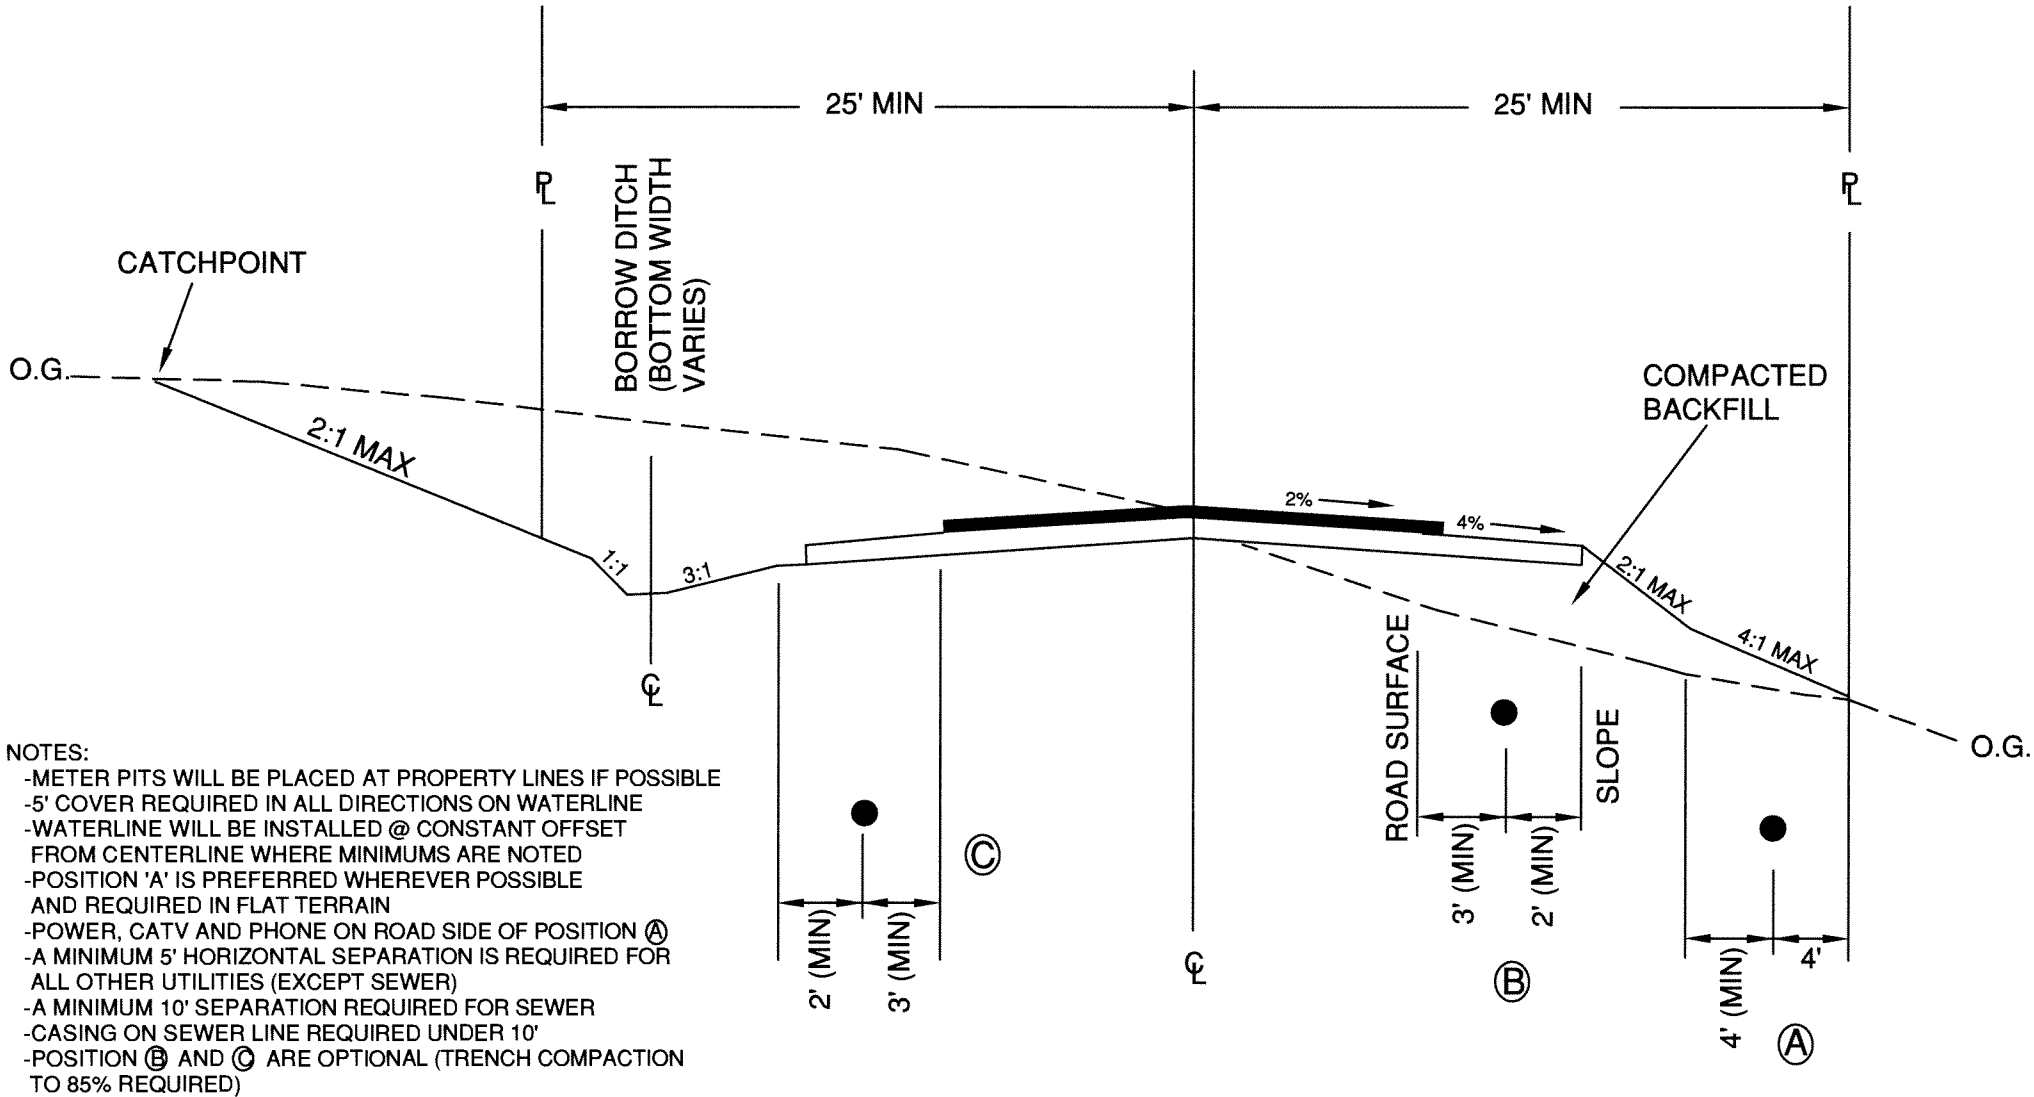 25' MIN
25' MIN
PL
PL
BORROW DITCH
(BOTTOM WIDTH
VARIES)
CATCHPOINT
O.G.
2:1 MAX
1:1
3:1
2%
4%
COMPACTED
BACKFILL
2:1 MAX
4:1 MAX
O.G.
CL
ROAD SURFACE
SLOPE
3' (MIN)
2' (MIN)
B
2' (MIN)
3' (MIN)
C
CL
4' (MIN)
4'
A
NOTES:
-METER PITS WILL BE PLACED AT PROPERTY LINES IF POSSIBLE
-5' COVER REQUIRED IN ALL DIRECTIONS ON WATERLINE
-WATERLINE WILL BE INSTALLED @ CONSTANT OFFSET
FROM CENTERLINE WHERE MINIMUMS ARE NOTED
-POSITION 'A' IS PREFERRED WHEREVER POSSIBLE
AND REQUIRED IN FLAT TERRAIN
-POWER, CATV AND PHONE ON ROAD SIDE OF POSITION Ⓐ
-A MINIMUM 5' HORIZONTAL SEPARATION IS REQUIRED FOR
ALL OTHER UTILITIES (EXCEPT SEWER)
-A MINIMUM 10' SEPARATION REQUIRED FOR SEWER
-CASING ON SEWER LINE REQUIRED UNDER 10'
-POSITION Ⓑ AND Ⓒ ARE OPTIONAL (TRENCH COMPACTION
TO 85% REQUIRED)